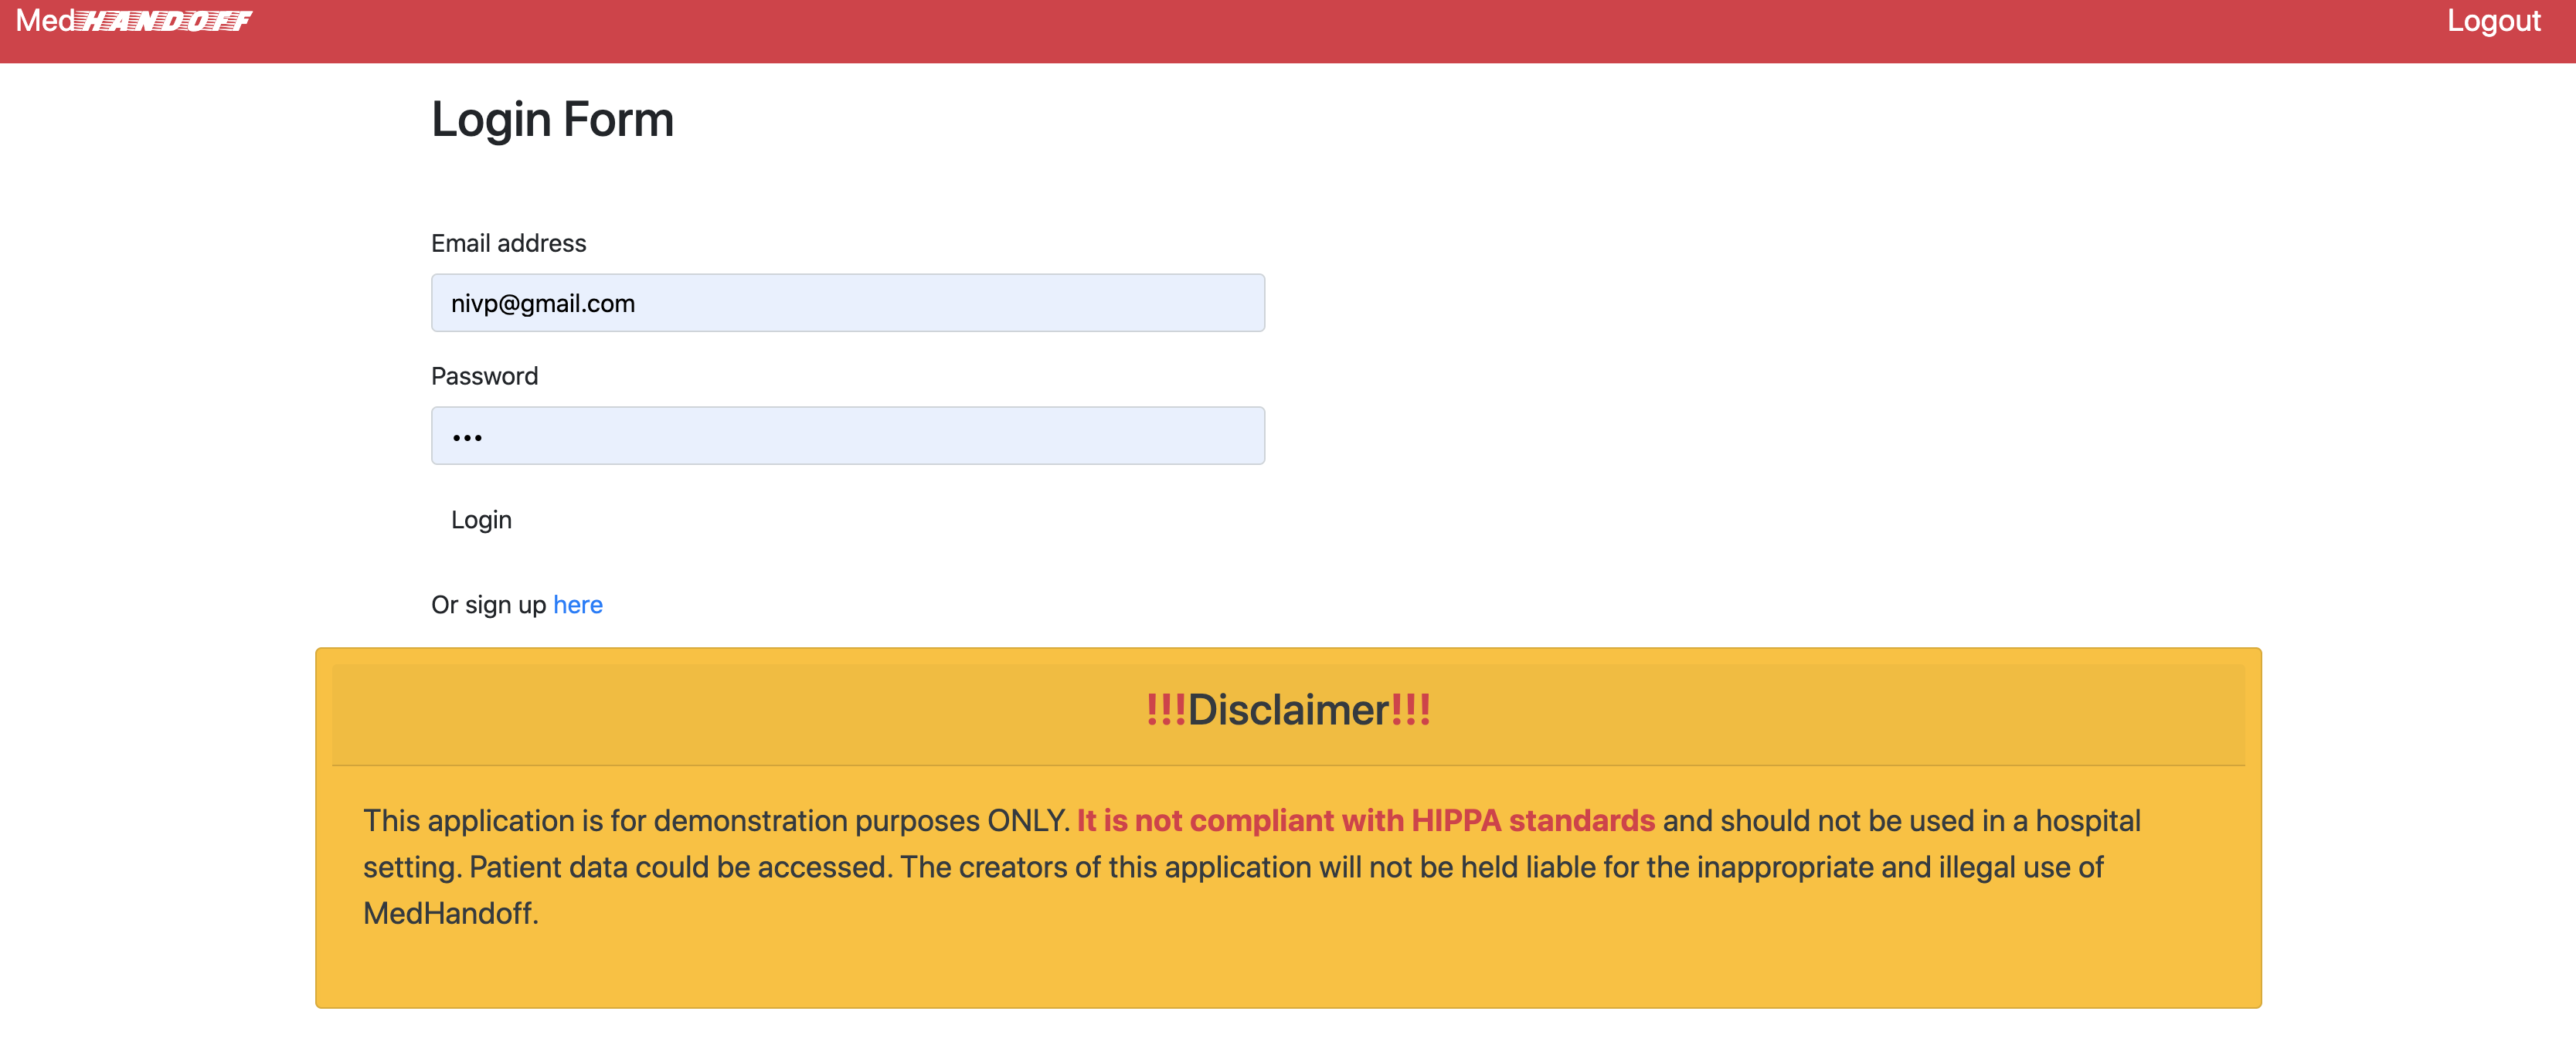 MedHANDOFF
Logout
Login Form
Email address
nivp@gmail.com
Password
•••
Login
Or sign up here
!!!Disclaimer!!!
This application is for demonstration purposes ONLY. It is not compliant with HIPPA standards and should not be used in a hospital
setting. Patient data could be accessed. The creators of this application will not be held liable for the inappropriate and illegal use of
MedHandoff.